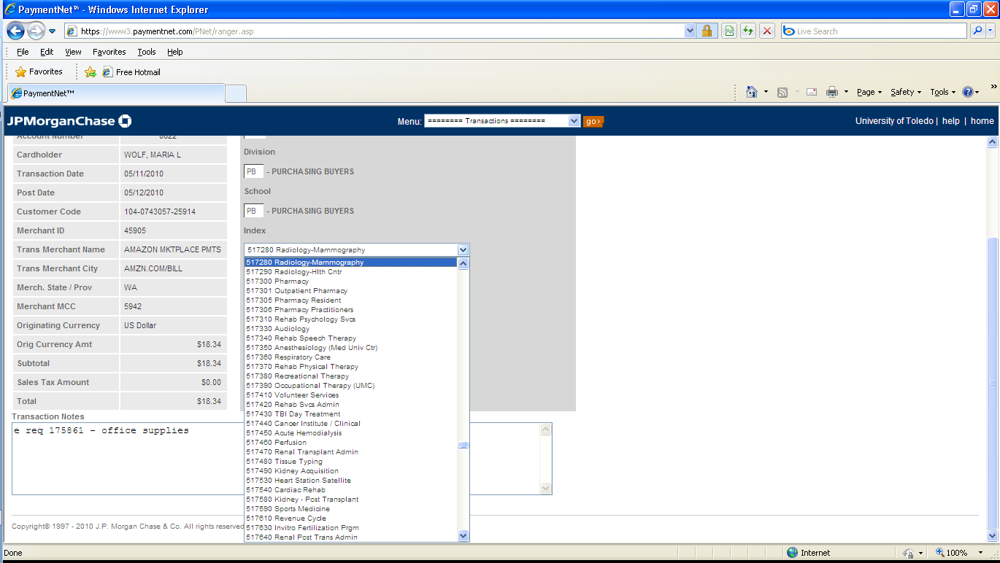 PaymentNet™ - Windows Internet Explorer
https://www3.paymentnet.com/PNet/ranger.asp
Live Search
File Edit View Favorites Tools Help
Favorites Free Hotmail
PaymentNet™
Page Safety Tools
JPMorganChase Menu: ======== Transactions ======== go University of Toledo | help | home
Account Number 0822
Cardholder WOLF, MARIA L
Transaction Date 05/11/2010
Post Date 05/12/2010
Customer Code 104-0743057-25914
Merchant ID 45905
Trans Merchant Name AMAZON MKTPLACE PMTS
Trans Merchant City AMZN.COM/BILL
Merch. State / Prov WA
Merchant MCC 5942
Originating Currency US Dollar
Orig Currency Amt $18.34
Subtotal $18.34
Sales Tax Amount $0.00
Total $18.34
Division
PB - PURCHASING BUYERS
School
PB - PURCHASING BUYERS
Index
517280 Radiology-Mammography
517280 Radiology-Mammography
517290 Radiology-Hlth Cntr
517300 Pharmacy
517301 Outpatient Pharmacy
517305 Pharmacy Resident
517306 Pharmacy Practitioners
517310 Rehab Psychology Svcs
517330 Audiology
517340 Rehab Speech Therapy
517350 Anesthesiology (Med Univ Ctr)
517360 Respiratory Care
517370 Rehab Physical Therapy
517380 Recreational Therapy
517390 Occupational Therapy (UMC)
517410 Volunteer Services
517420 Rehab Svcs Admin
517430 TBI Day Treatment
517440 Cancer Institute / Clinical
517450 Acute Hemodialysis
517460 Perfusion
517470 Renal Transplant Admin
517480 Tissue Typing
517490 Kidney Acquisition
517530 Heart Station Satellite
517540 Cardiac Rehab
517580 Kidney - Post Transplant
517590 Sports Medicine
517610 Revenue Cycle
517630 Invitro Fertilization Prgm
517640 Renal Post Trans Admin
Transaction Notes
e req 175861 - office supplies
Copyright© 1997 - 2010 J.P. Morgan Chase & Co. All rights reserved
Done Internet 100%